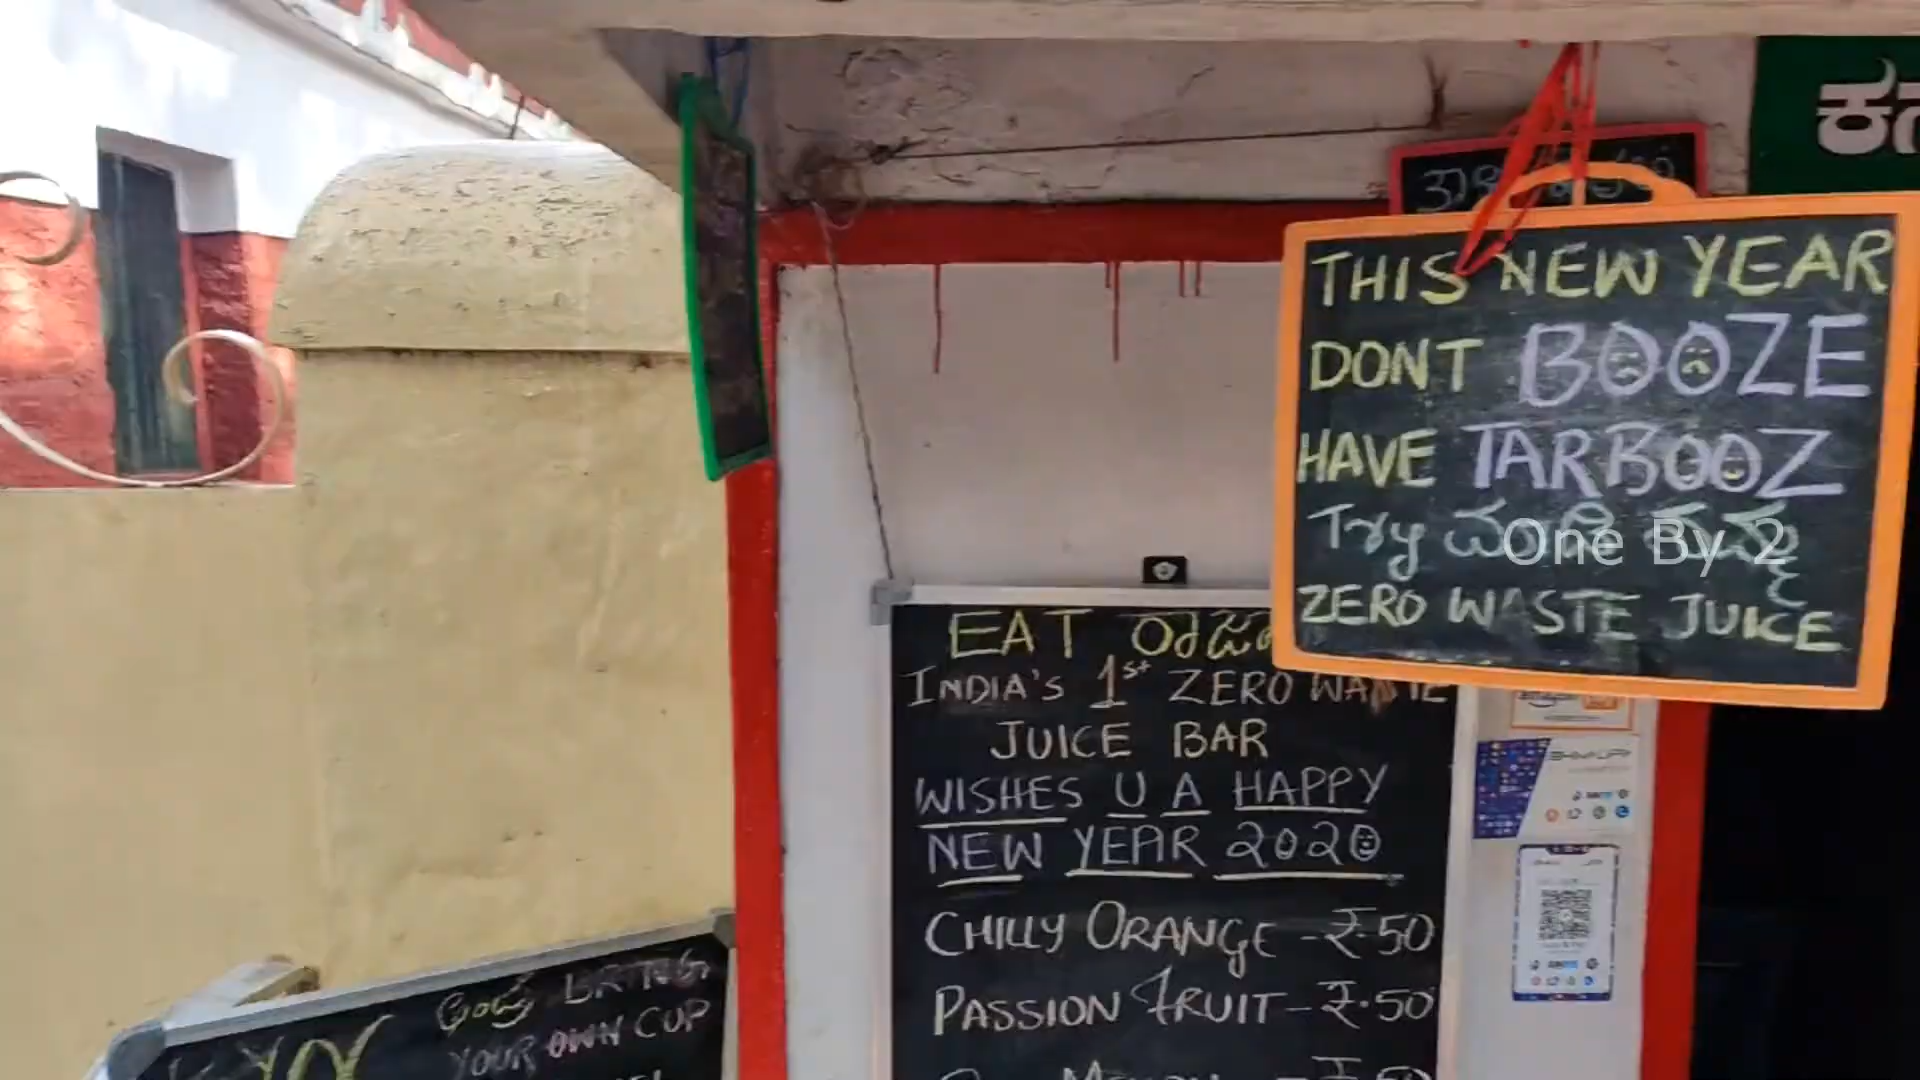 ಕ
THIS NEW YEAR
DONT BOOZE
HAVE TARBOOZ
Try
ZERO WASTE JUICE
One By 2
EAT ರಾಜಾ
INDIA'S 1st ZERO WASTE
JUICE BAR
WISHES U A HAPPY
NEW YEAR 2020
CHILLY ORANGE - ₹.50
PASSION FRUIT - ₹.50
BRING
YOUR OWN CUP